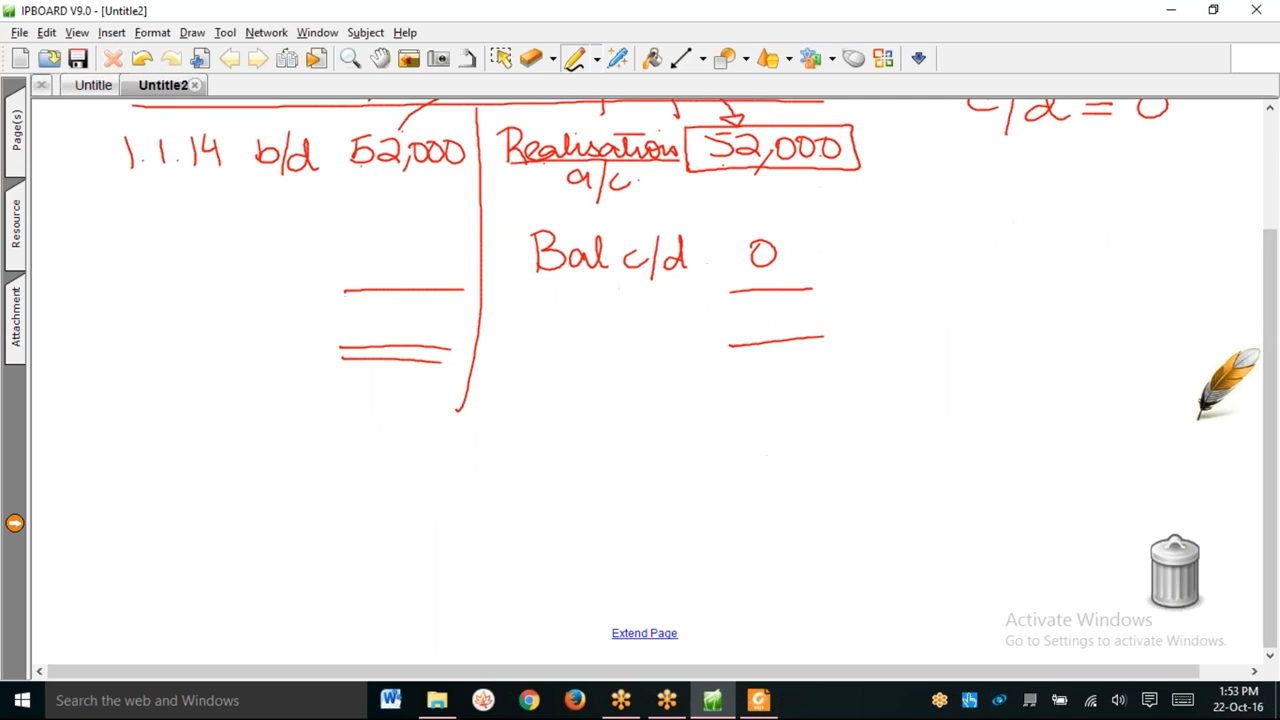 IPBOARD V9.0 - [Untitle2]
File Edit View Insert Format Draw Tool Network Window Subject Help
Untitle Untitle2
Page(s)
Resource
Attachment
c/d = 0
1.1.14 b/d 52,000 Realisation 52,000
a/c
Bal c/d 0
Extend Page
Activate Windows
Go to Settings to activate Windows.
Search the web and Windows
1:53 PM
22-Oct-16